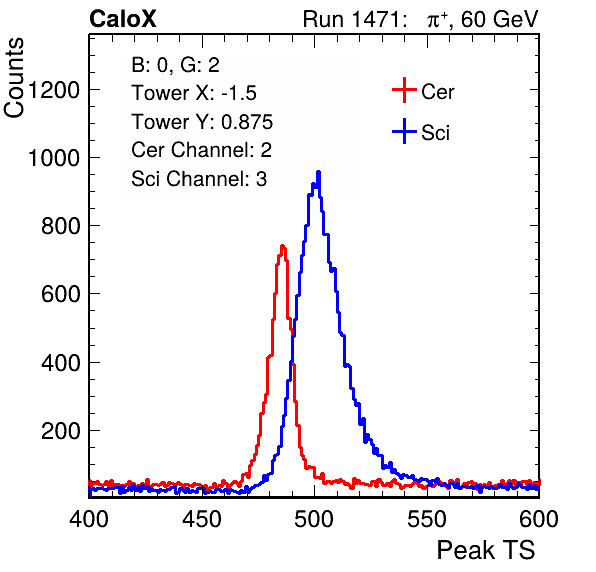 CaloX Run 1471: π⁺, 60 GeV
Counts
B: 0, G: 2
Tower X: -1.5
Tower Y: 0.875
Cer Channel: 2
Sci Channel: 3
Cer
Sci
1200
1000
800
600
400
200
400 450 500 550 600
Peak TS